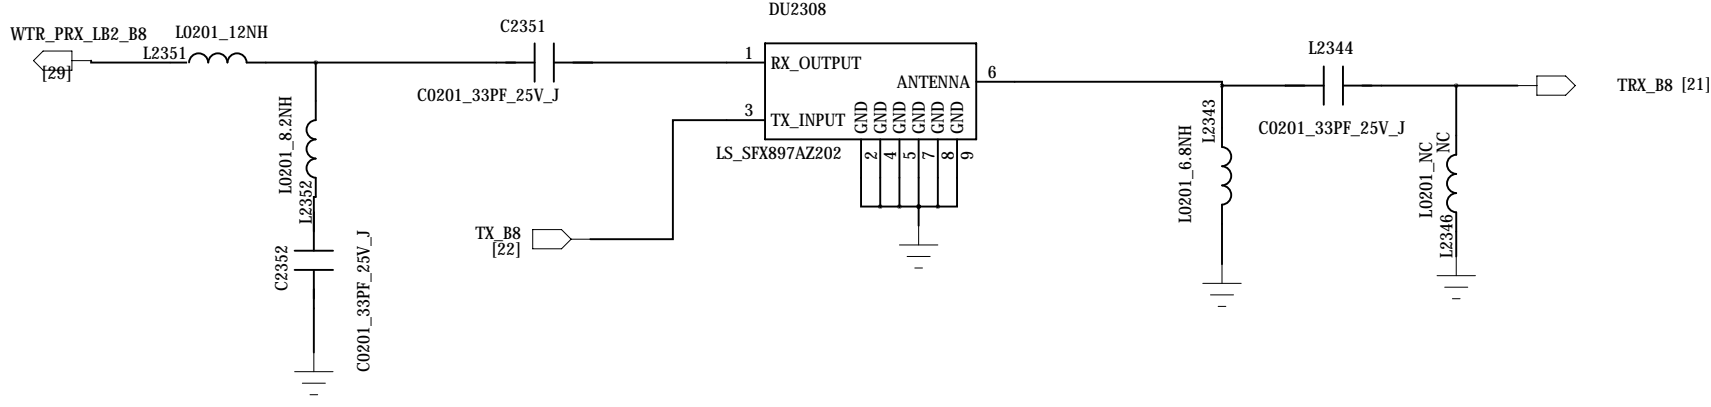 DU2308
WTR_PRX_LB2_B8
[29]
L2351
L0201_12NH
C2351
C0201_33PF_25V_J
1
RX_OUTPUT
3
TX_INPUT
ANTENNA
6
GND
GND
GND
GND
GND
GND
2
4
5
7
8
9
LS_SFX897AZ202
L0201_8.2NH
L2352
C2352
C0201_33PF_25V_J
TX_B8
[22]
L2343
L0201_6.8NH
L2344
C0201_33PF_25V_J
L0201_NC
NC
L2346
TRX_B8 [21]